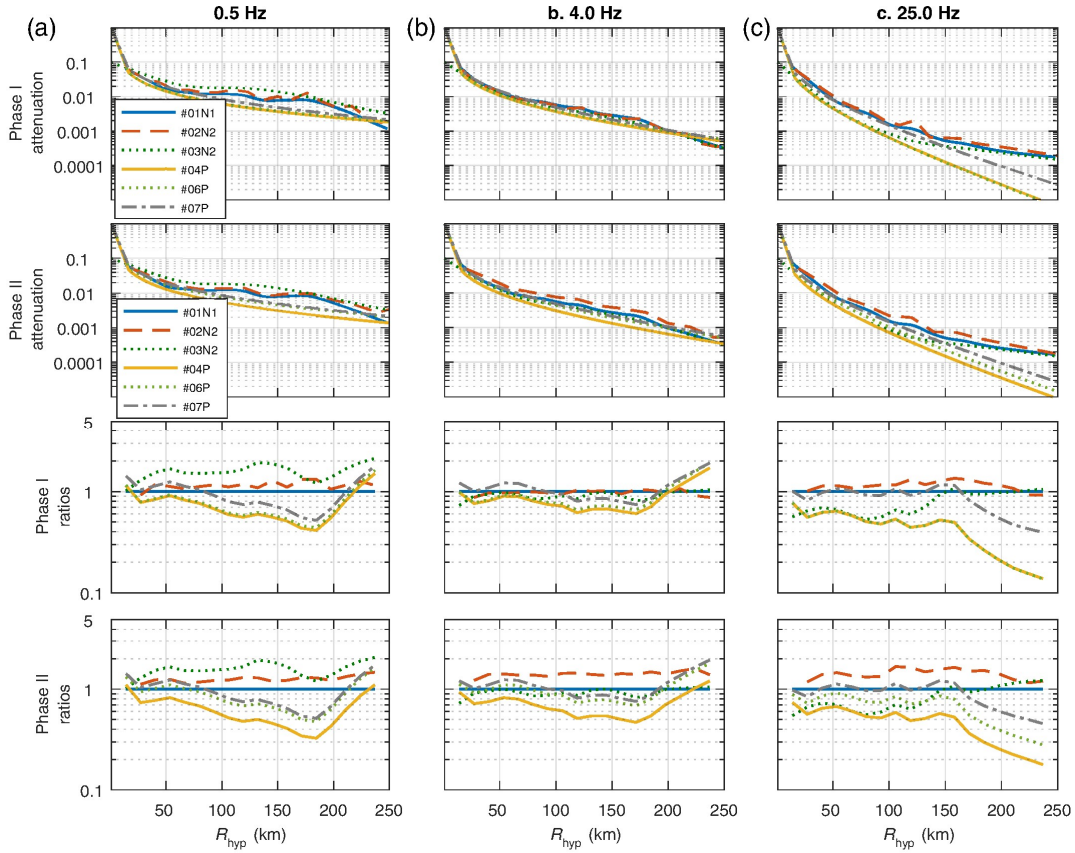 (a) 0.5 Hz (b) b. 4.0 Hz (c) c. 25.0 Hz
Phase I
attenuation
0.1
0.01
0.001
0.0001
#01N1
#02N2
#03N2
#04P
#06P
#07P
Phase II
attenuation
0.1
0.01
0.001
0.0001
#01N1
#02N2
#03N2
#04P
#06P
#07P
Phase I
ratios
5
1
0.1
Phase II
ratios
5
1
0.1
50 100 150 200 250 50 100 150 200 250 50 100 150 200 250
Rhyp (km) Rhyp (km) Rhyp (km)